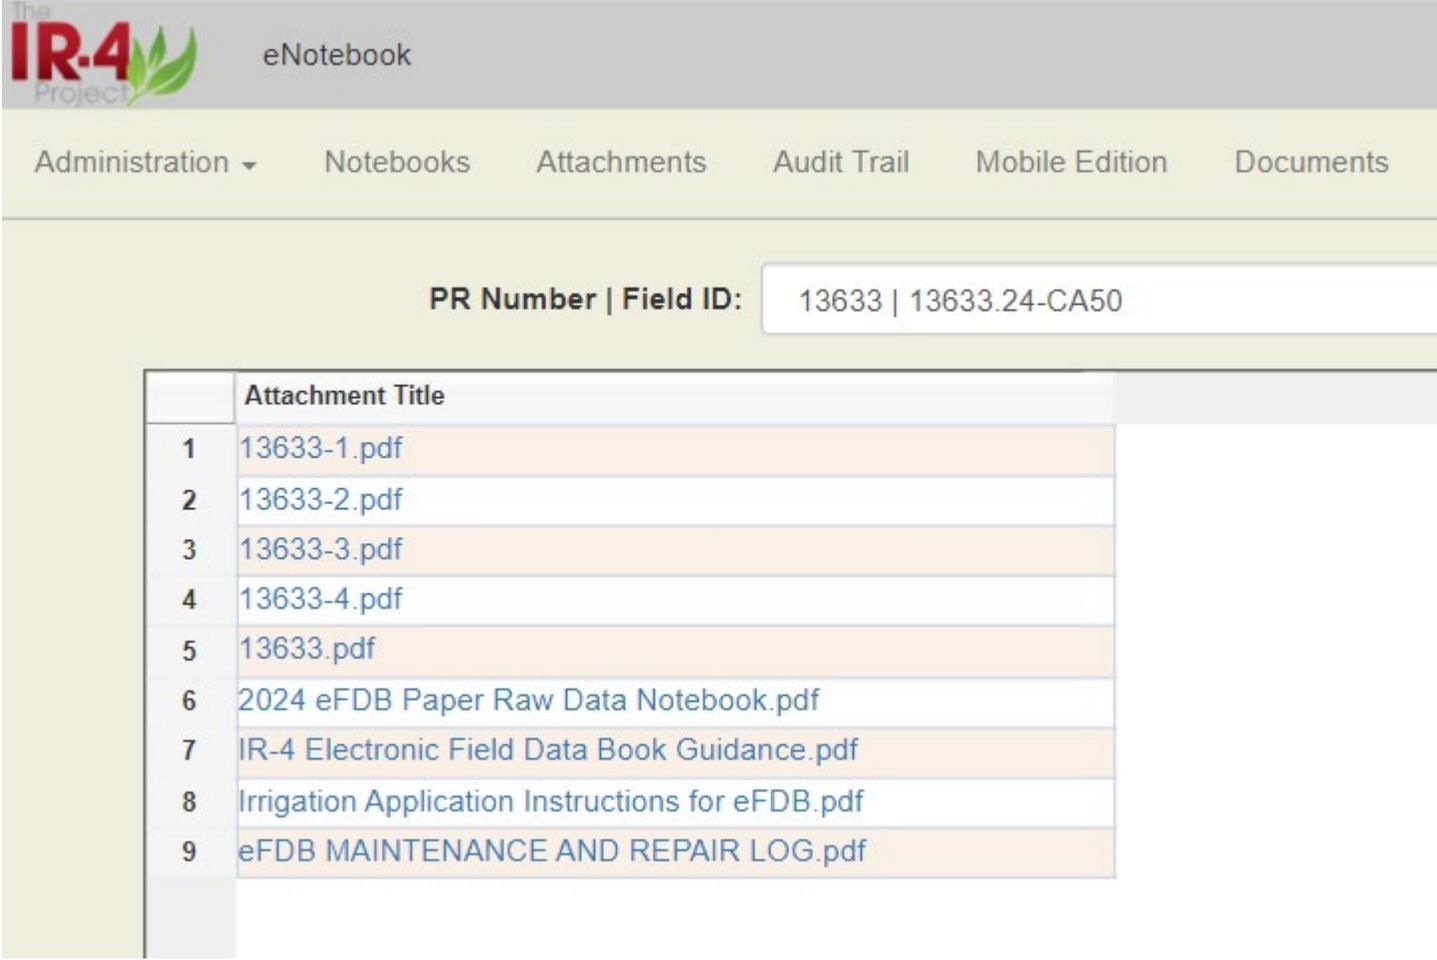 The
IR-4
Project
eNotebook
Administration Notebooks Attachments Audit Trail Mobile Edition Documents
PR Number | Field ID: 13633 | 13633.24-CA50
Attachment Title
1 13633-1.pdf
2 13633-2.pdf
3 13633-3.pdf
4 13633-4.pdf
5 13633.pdf
6 2024 eFDB Paper Raw Data Notebook.pdf
7 IR-4 Electronic Field Data Book Guidance.pdf
8 Irrigation Application Instructions for eFDB.pdf
9 eFDB MAINTENANCE AND REPAIR LOG.pdf